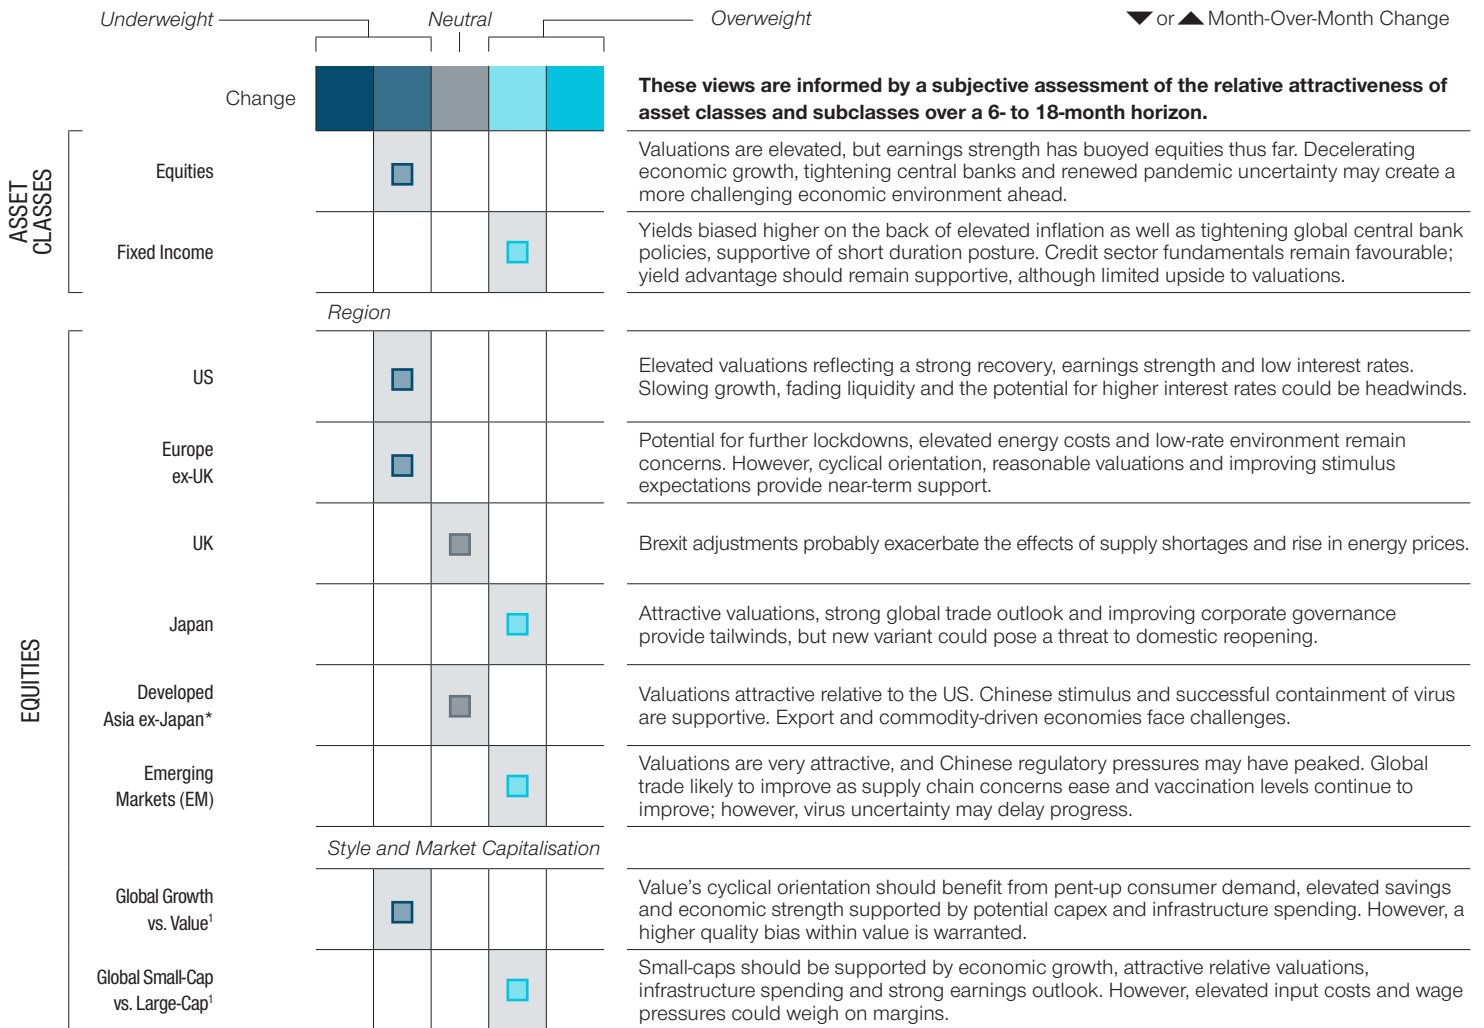 Underweight
Neutral
Overweight
▼ or ▲ Month-Over-Month Change
Change
These views are informed by a subjective assessment of the relative attractiveness of
asset classes and subclasses over a 6- to 18-month horizon.
ASSET
CLASSES
Equities
Valuations are elevated, but earnings strength has buoyed equities thus far. Decelerating
economic growth, tightening central banks and renewed pandemic uncertainty may create a
more challenging economic environment ahead.
Fixed Income
Yields biased higher on the back of elevated inflation as well as tightening global central bank
policies, supportive of short duration posture. Credit sector fundamentals remain favourable;
yield advantage should remain supportive, although limited upside to valuations.
EQUITIES
Region
US
Elevated valuations reflecting a strong recovery, earnings strength and low interest rates.
Slowing growth, fading liquidity and the potential for higher interest rates could be headwinds.
Europe
ex-UK
Potential for further lockdowns, elevated energy costs and low-rate environment remain
concerns. However, cyclical orientation, reasonable valuations and improving stimulus
expectations provide near-term support.
UK
Brexit adjustments probably exacerbate the effects of supply shortages and rise in energy prices.
Japan
Attractive valuations, strong global trade outlook and improving corporate governance
provide tailwinds, but new variant could pose a threat to domestic reopening.
Developed
Asia ex-Japan*
Valuations attractive relative to the US. Chinese stimulus and successful containment of virus
are supportive. Export and commodity-driven economies face challenges.
Emerging
Markets (EM)
Valuations are very attractive, and Chinese regulatory pressures may have peaked. Global
trade likely to improve as supply chain concerns ease and vaccination levels continue to
improve; however, virus uncertainty may delay progress.
Style and Market Capitalisation
Global Growth
vs. Value¹
Value's cyclical orientation should benefit from pent-up consumer demand, elevated savings
and economic strength supported by potential capex and infrastructure spending. However, a
higher quality bias within value is warranted.
Global Small-Cap
vs. Large-Cap¹
Small-caps should be supported by economic growth, attractive relative valuations,
infrastructure spending and strong earnings outlook. However, elevated input costs and wage
pressures could weigh on margins.